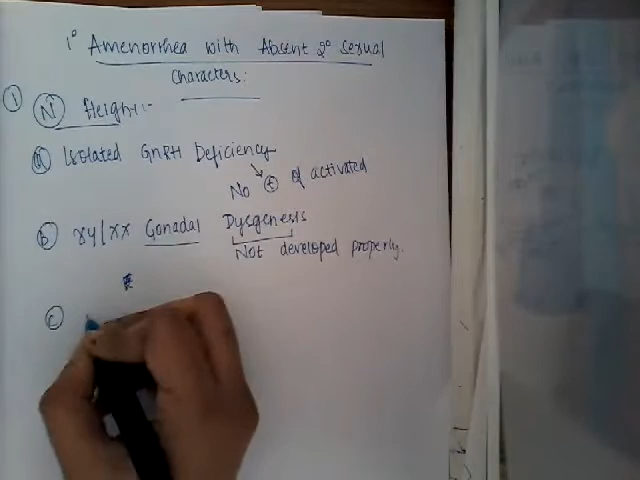 1° Amenorrhea with Absent 2° sexual
characters:
① Ⓝ Height:-
ⓐ Isolated GnRH Deficiency
No ⊕ of activated
ⓑ XY/XX Gonadal Dysgenesis
Not developed properly.
ⓒ